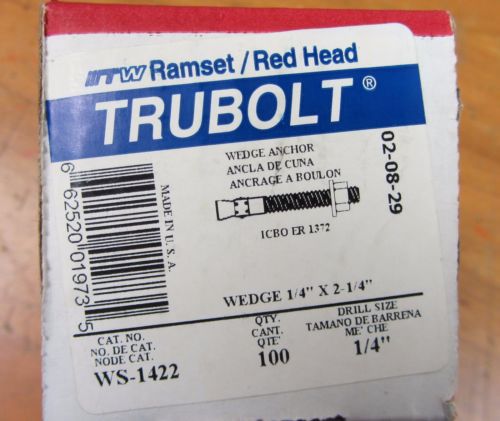 ITW Ramset / Red Head
TRUBOLT®
WEDGE ANCHOR
ANCLA DE CUNA
ANCRAGE A BOULON
ICBO ER 1372
02-08-29
6 62520 01973 5
MADE IN U. S. A.
WEDGE 1/4" X 2-1/4"
CAT. NO.
NO. DE CAT.
NODE CAT.
WS-1422
QTY.
CANT.
QTE'
100
DRILL SIZE
TAMANO DE BARRENA
ME' CHE
1/4"